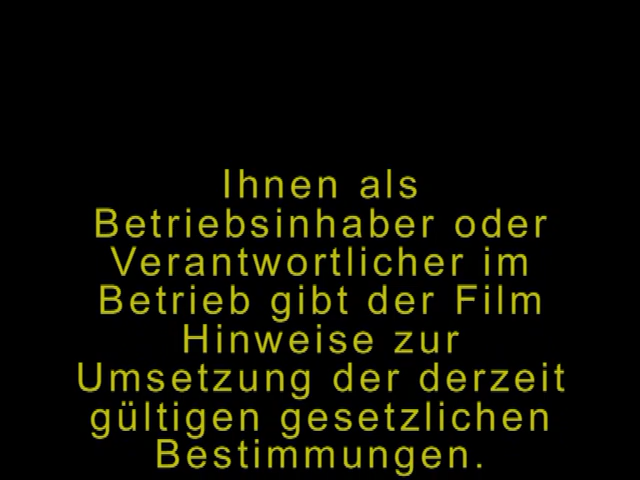 Ihnen als
Betriebsinhaber oder
Verantwortlicher im
Betrieb gibt der Film
Hinweise zur
Umsetzung der derzeit
gültigen gesetzlichen
Bestimmungen.